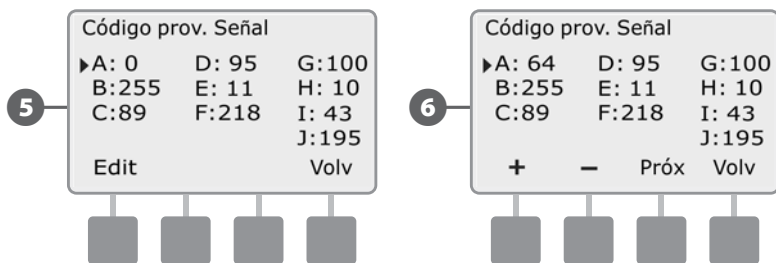 5
Código prov. Señal
A: 0 D: 95 G:100
B:255 E: 11 H: 10
C:89 F:218 I: 43
J:195
Edit Volv
6
Código prov. Señal
A: 64 D: 95 G:100
B:255 E: 11 H: 10
C:89 F:218 I: 43
J:195
+ − Próx Volv